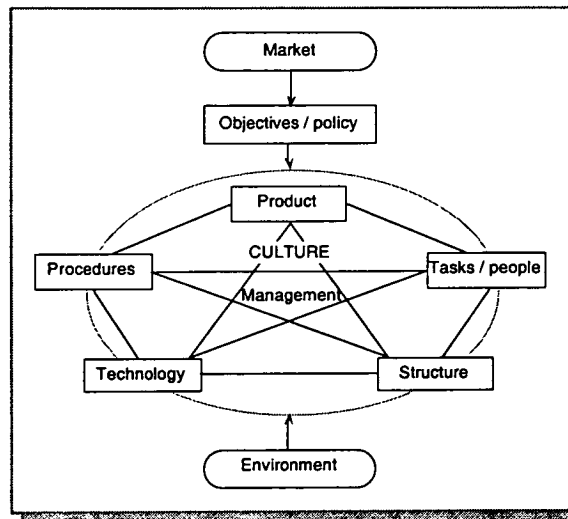 Market
Objectives / policy
Product
CULTURE
Procedures
Tasks / people
Management
Technology
Structure
Environment